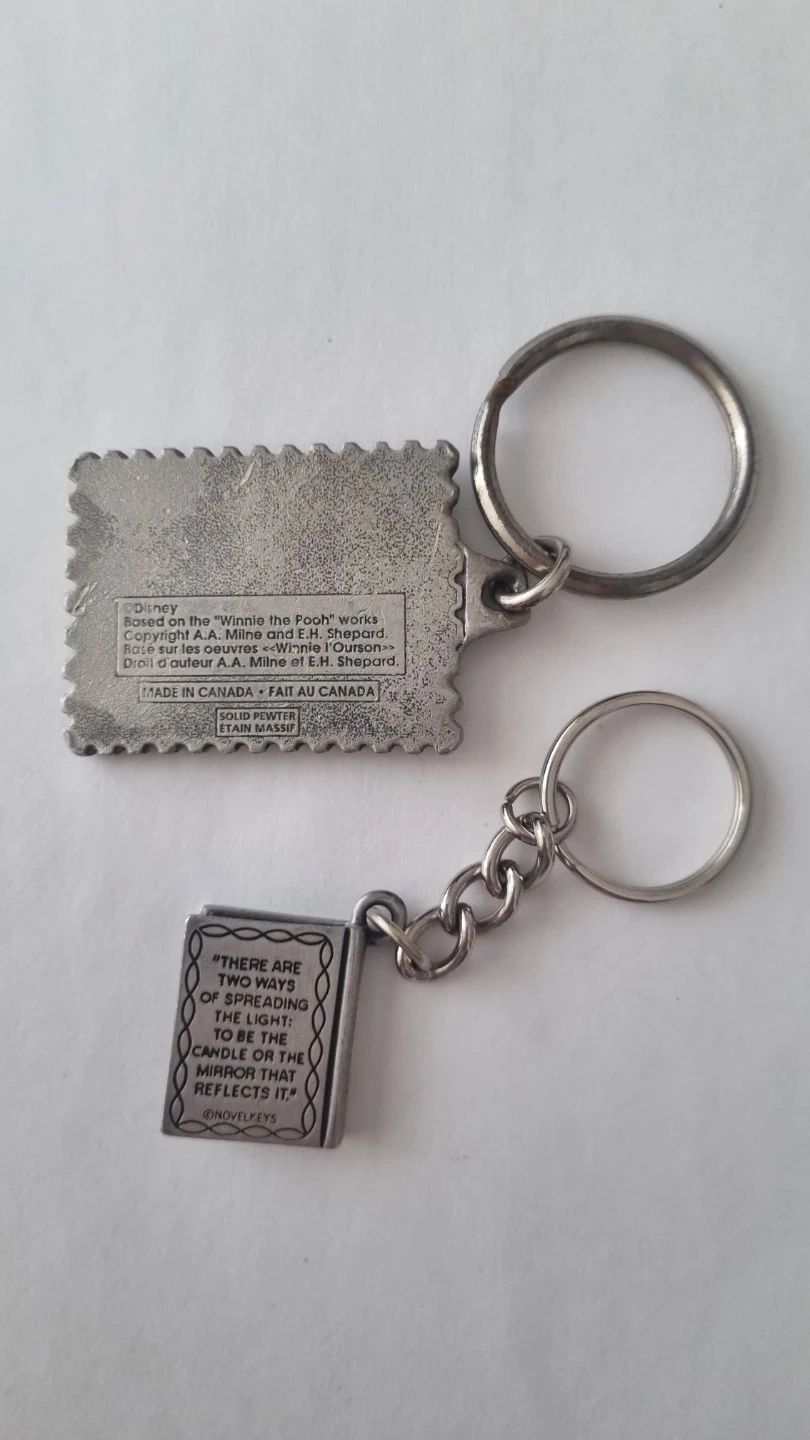 ©Disney
Based on the "Winnie the Pooh" works
Copyright A.A. Milne and E.H. Shepard.
Basé sur les oeuvres <<Winnie l'Ourson>>
Droit d'auteur A.A. Milne et E.H. Shepard.
MADE IN CANADA • FAIT AU CANADA
SOLID PEWTER
ÉTAIN MASSIF
"THERE ARE
TWO WAYS
OF SPREADING
THE LIGHT:
TO BE THE
CANDLE OR THE
MIRROR THAT
REFLECTS IT."
©NOVELKEYS